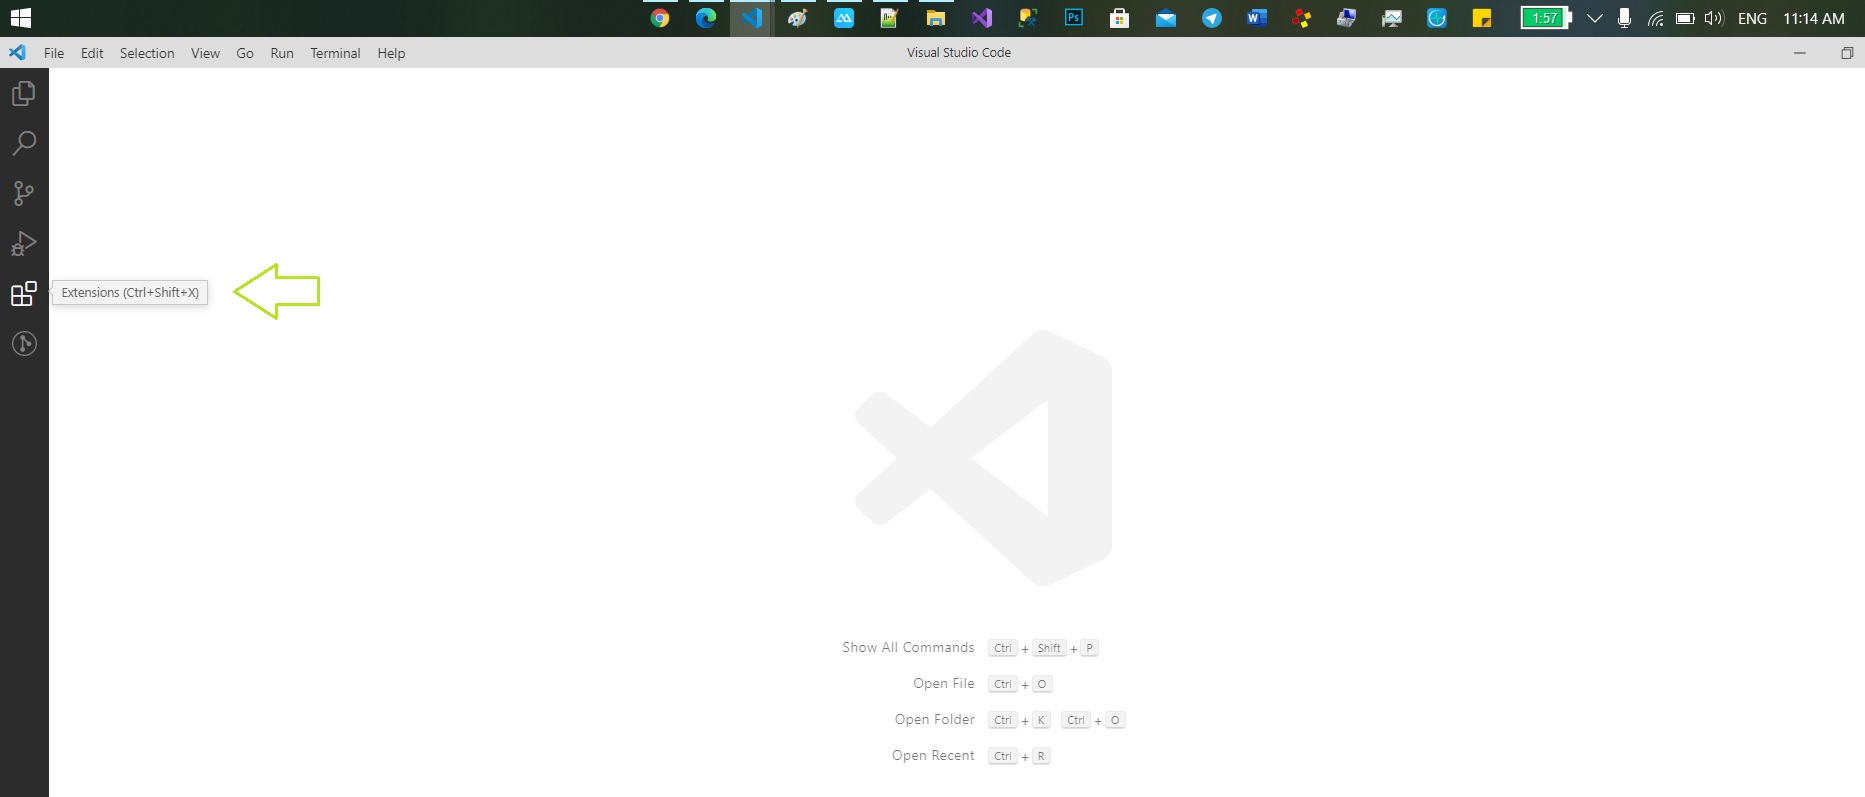 1:57 ENG 11:14 AM
File Edit Selection View Go Run Terminal Help Visual Studio Code
Extensions (Ctrl+Shift+X)
Show All Commands Ctrl + Shift + P
Open File Ctrl + O
Open Folder Ctrl + K Ctrl + O
Open Recent Ctrl + R